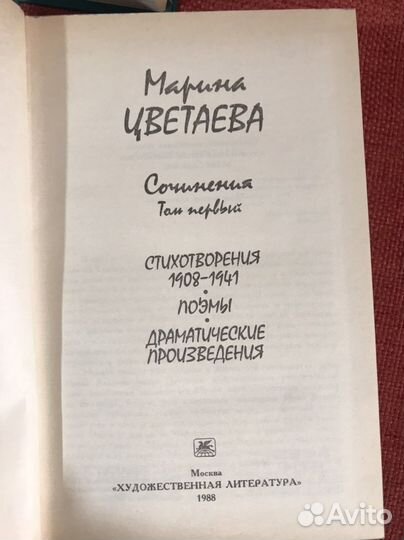 Марина
ЦВЕТАЕВА
Сочинения
Том первый
СТИХОТВОРЕНИЯ
1908-1941
•
ПОЭМЫ
•
ДРАМАТИЧЕСКИЕ
ПРОИЗВЕДЕНИЯ
Москва
«ХУДОЖЕСТВЕННАЯ ЛИТЕРАТУРА»
1988
Avito